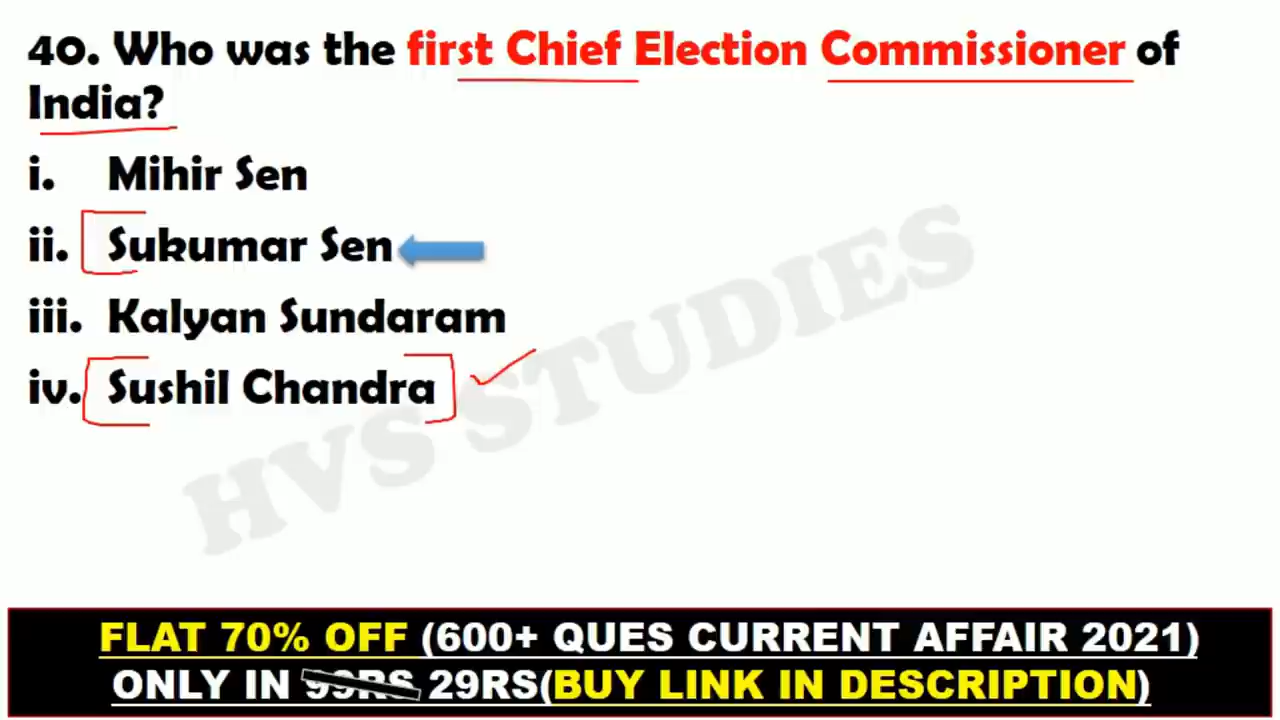 40. Who was the first Chief Election Commissioner of
India?
i. Mihir Sen
ii. Sukumar Sen
iii. Kalyan Sundaram
iv. Sushil Chandra
HVS STUDIES
FLAT 70% OFF (600+ QUES CURRENT AFFAIR 2021)
ONLY IN 99RS 29RS(BUY LINK IN DESCRIPTION)